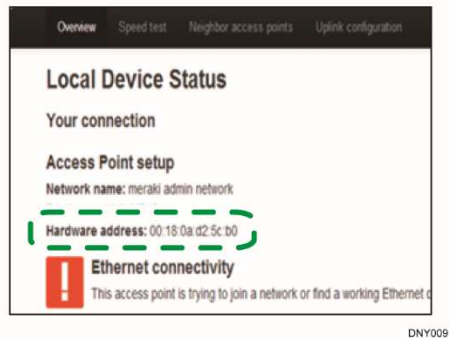 Overview Speed test Neighbor access points Uplink configuration
Local Device Status
Your connection
Access Point setup
Network name: meraki admin network
Hardware address: 00:18:0a:d2:5c:b0
Ethernet connectivity
This access point is trying to join a network or find a working Ethernet c
DNY009